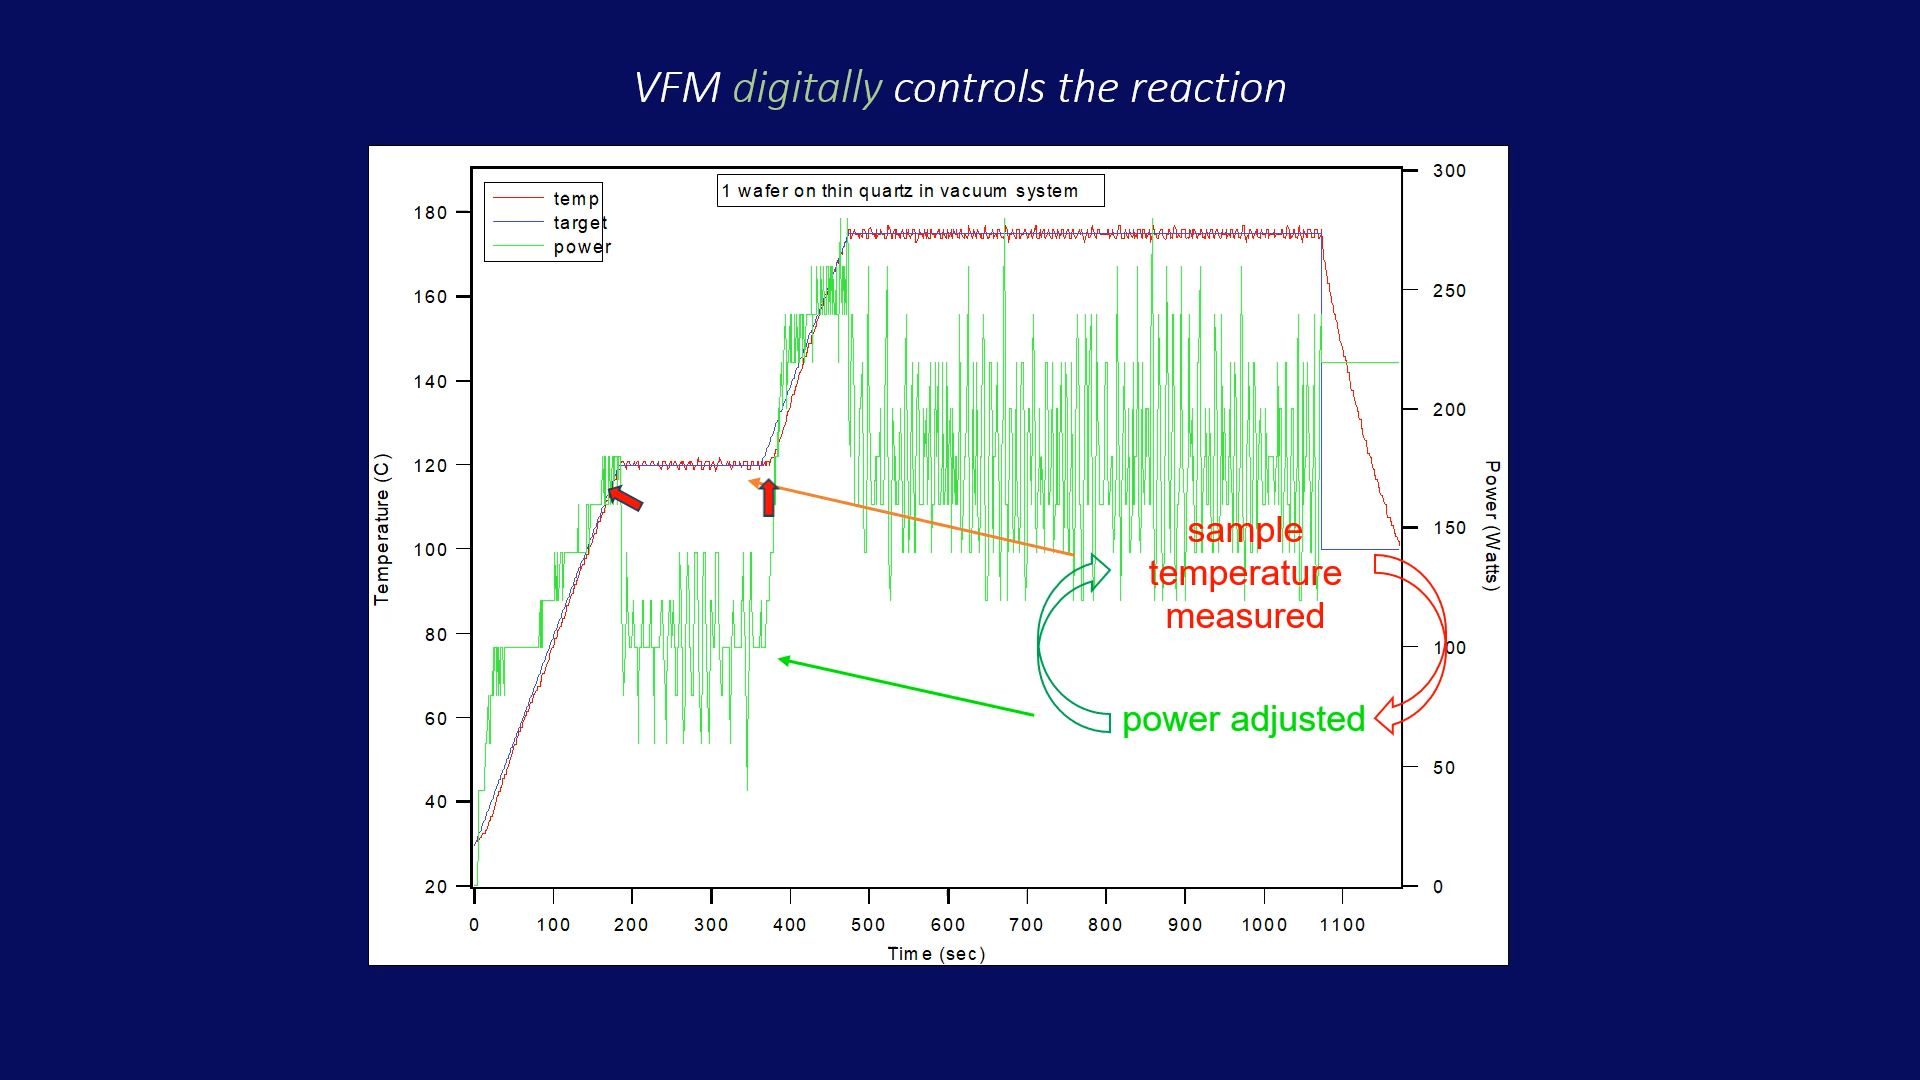 VFM digitally controls the reaction
1 wafer on thin quartz in vacuum system
temp
target
power
180
160
140
120
100
80
60
40
20
Temperature (C)
300
250
200
150
100
50
0
Power (Watts)
sample
temperature
measured
power adjusted
0 100 200 300 400 500 600 700 800 900 1000 1100
Time (sec)